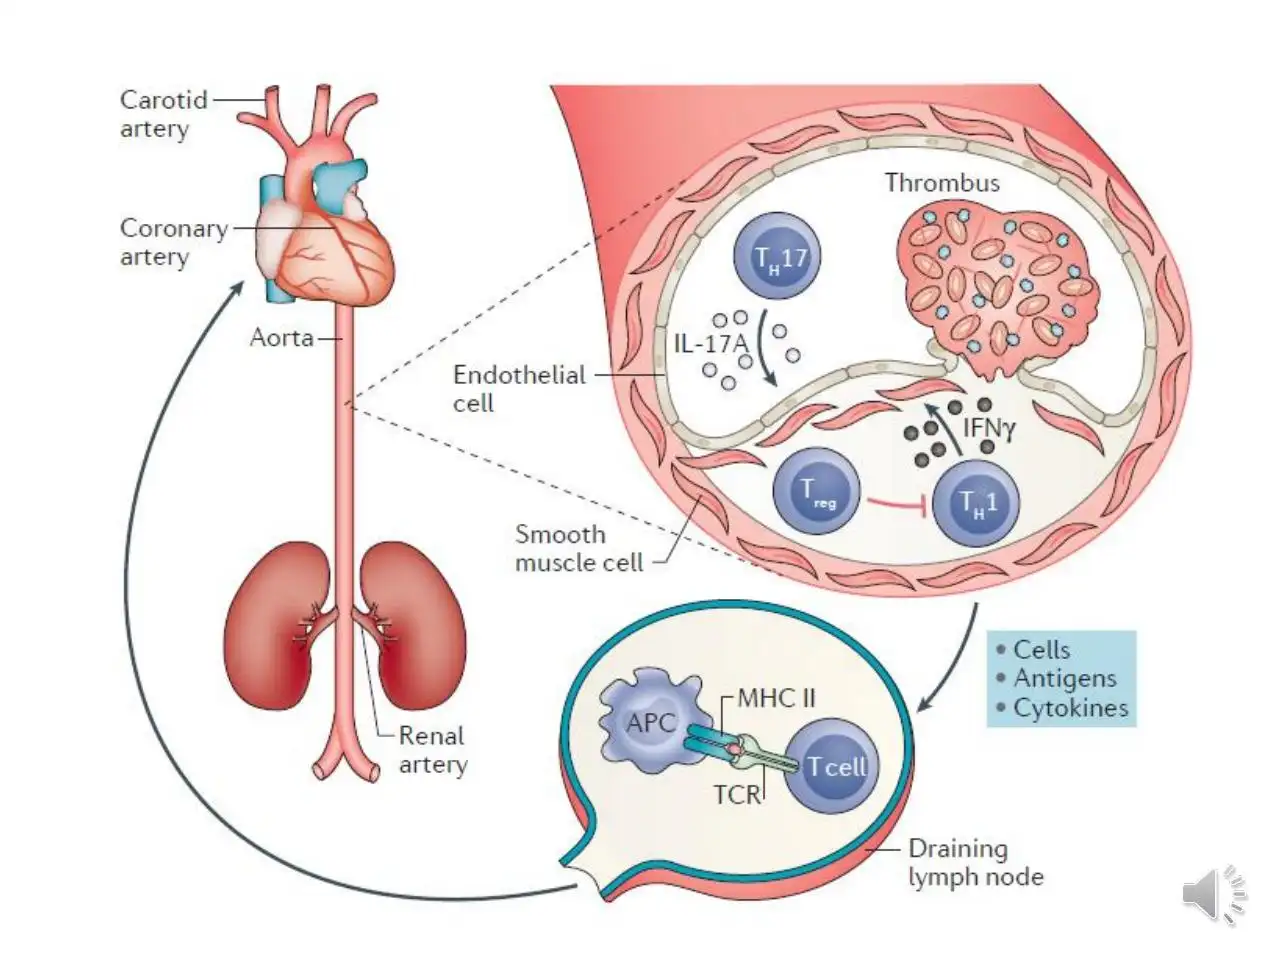 Carotid
artery
Coronary
artery
Aorta
Renal
artery
Endothelial
cell
Smooth
muscle cell
Thrombus
TH17
IL-17A
IFNγ
Treg
TH1
• Cells
• Antigens
• Cytokines
APC
MHC II
TCR
T cell
Draining
lymph node